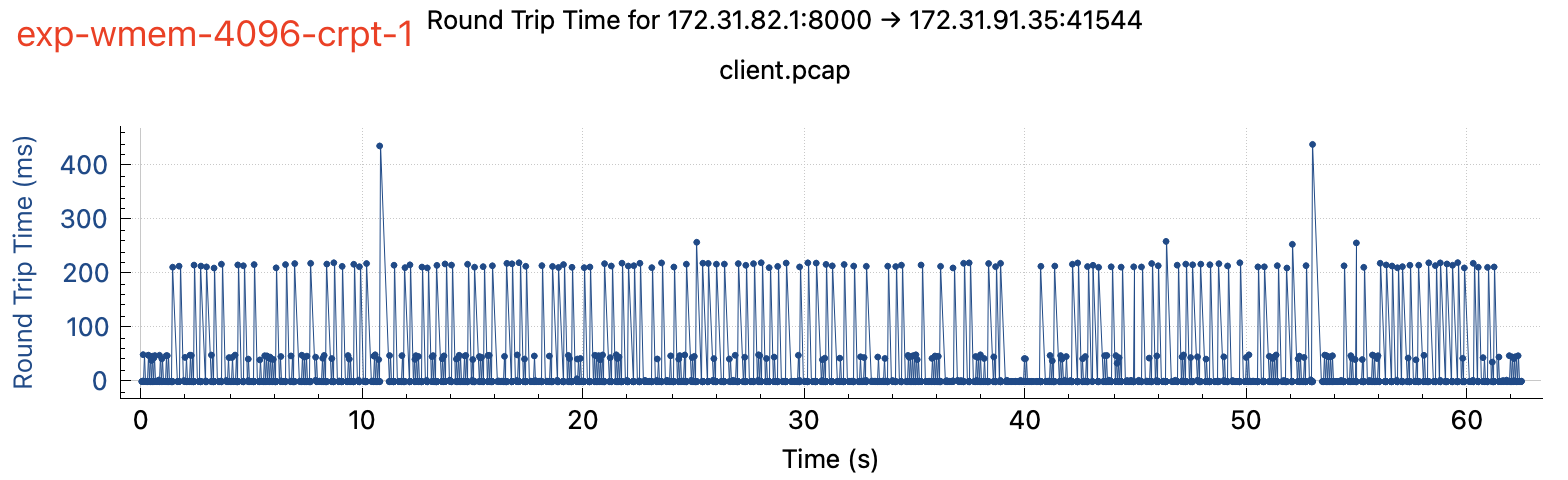 exp-wmem-4096-crpt-1
Round Trip Time for 172.31.82.1:8000 → 172.31.91.35:41544
client.pcap
Round Trip Time (ms)
400
300
200
100
0
0 10 20 30 40 50 60
Time (s)